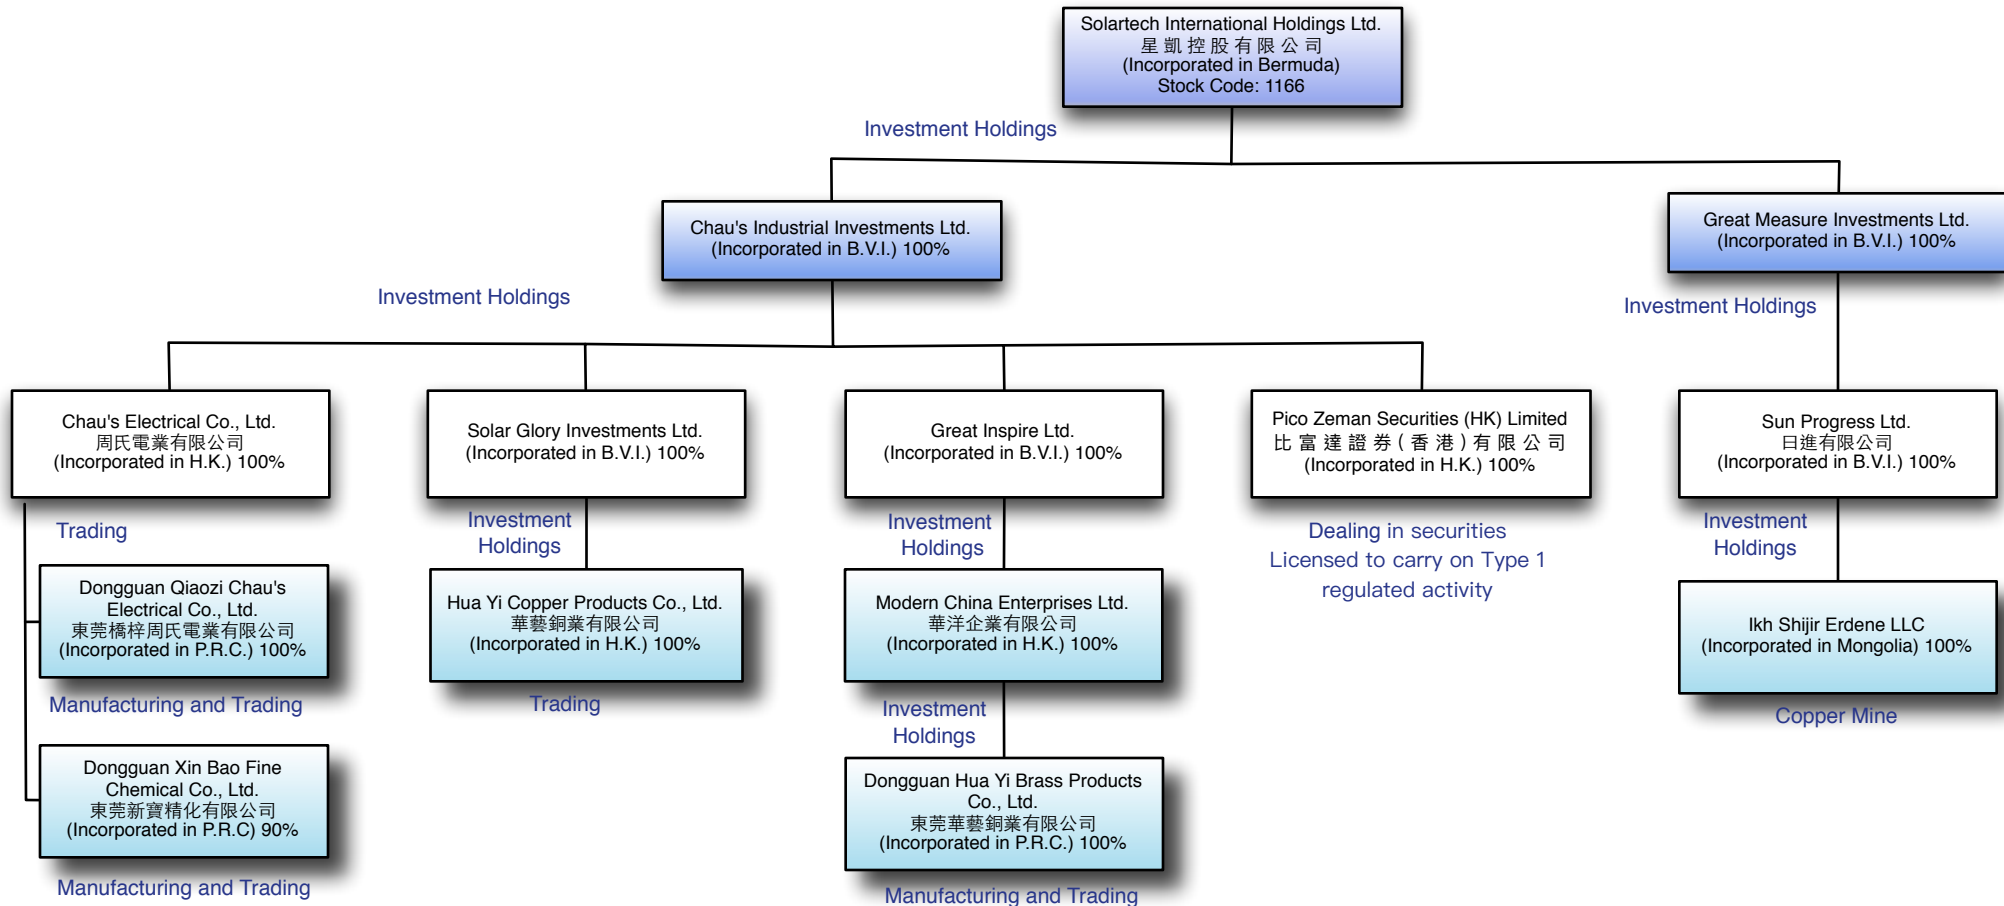 Solartech International Holdings Ltd.
星凱控股有限公司
(Incorporated in Bermuda)
Stock Code: 1166
Investment Holdings
Chau's Industrial Investments Ltd.
(Incorporated in B.V.I.) 100%
Great Measure Investments Ltd.
(Incorporated in B.V.I.) 100%
Investment Holdings
Investment Holdings
Chau's Electrical Co., Ltd.
周氏電業有限公司
(Incorporated in H.K.) 100%
Solar Glory Investments Ltd.
(Incorporated in B.V.I.) 100%
Great Inspire Ltd.
(Incorporated in B.V.I.) 100%
Pico Zeman Securities (HK) Limited
比富達證券(香港)有限公司
(Incorporated in H.K.) 100%
Sun Progress Ltd.
日進有限公司
(Incorporated in B.V.I.) 100%
Trading
Investment
Holdings
Investment
Holdings
Dealing in securities
Licensed to carry on Type 1
regulated activity
Investment
Holdings
Dongguan Qiaozi Chau's
Electrical Co., Ltd.
東莞橋梓周氏電業有限公司
(Incorporated in P.R.C.) 100%
Hua Yi Copper Products Co., Ltd.
華藝銅業有限公司
(Incorporated in H.K.) 100%
Modern China Enterprises Ltd.
華洋企業有限公司
(Incorporated in H.K.) 100%
Ikh Shijir Erdene LLC
(Incorporated in Mongolia) 100%
Manufacturing and Trading
Trading
Investment
Holdings
Copper Mine
Dongguan Xin Bao Fine
Chemical Co., Ltd.
東莞新寶精化有限公司
(Incorporated in P.R.C) 90%
Dongguan Hua Yi Brass Products
Co., Ltd.
東莞華藝銅業有限公司
(Incorporated in P.R.C.) 100%
Manufacturing and Trading
Manufacturing and Trading